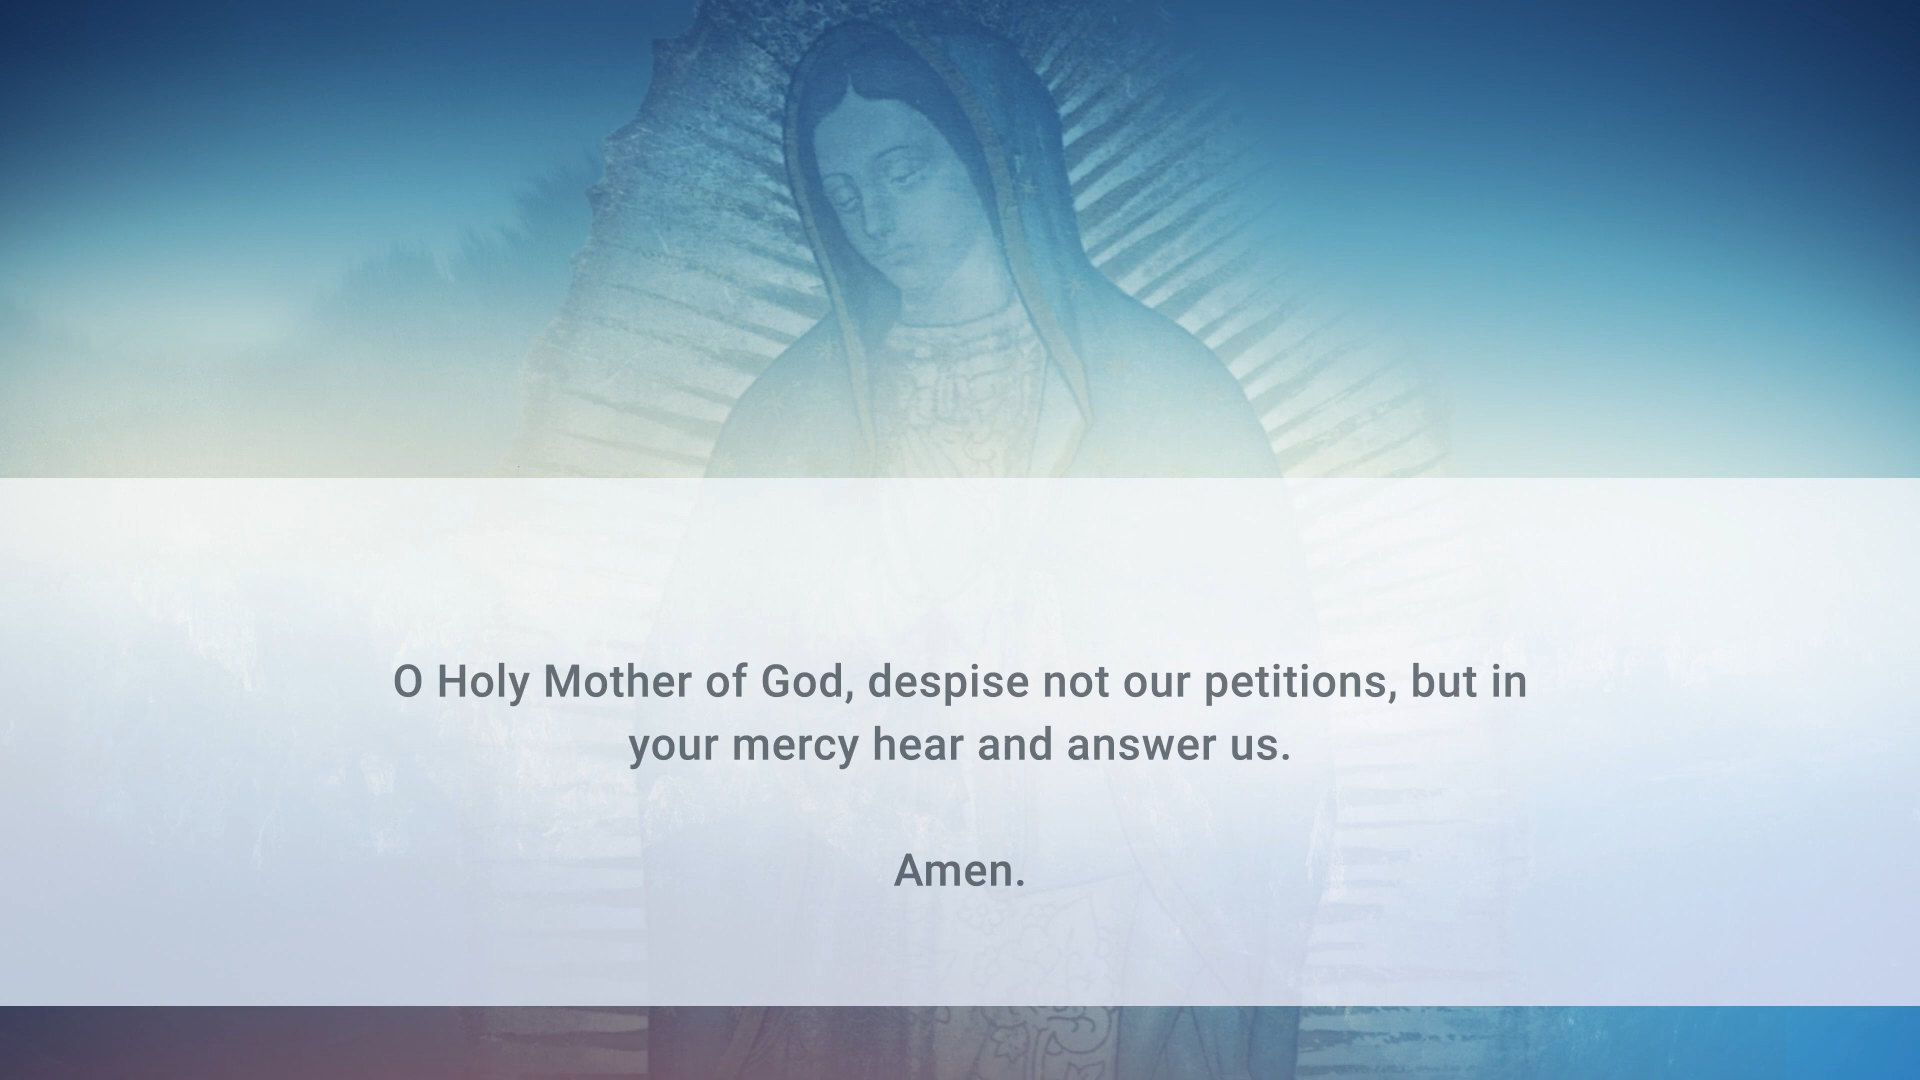 O Holy Mother of God, despise not our petitions, but in
your mercy hear and answer us.
Amen.